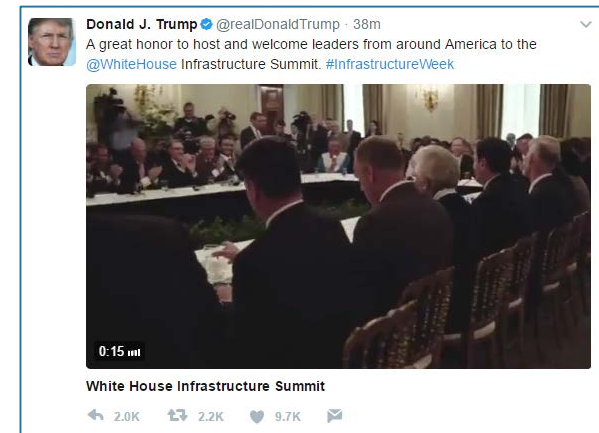 Donald J. Trump @realDonaldTrump · 38m
A great honor to host and welcome leaders from around America to the
@WhiteHouse Infrastructure Summit. #InfrastructureWeek
0:15
White House Infrastructure Summit
2.0K 2.2K 9.7K